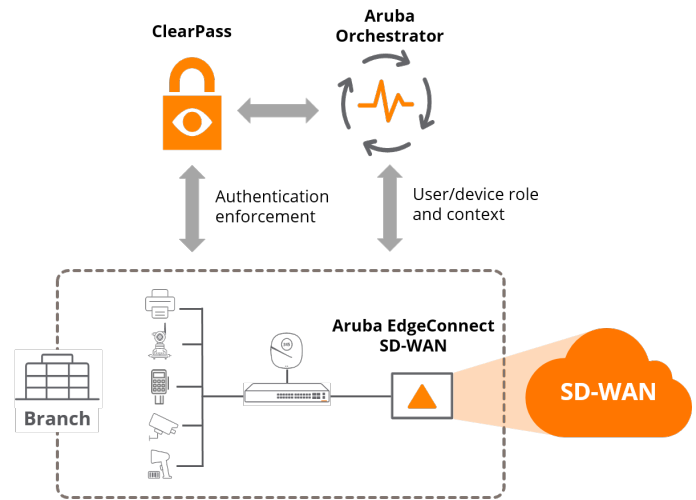 ClearPass
Aruba
Orchestrator
Authentication
enforcement
User/device role
and context
Aruba EdgeConnect
SD-WAN
Branch
SD-WAN